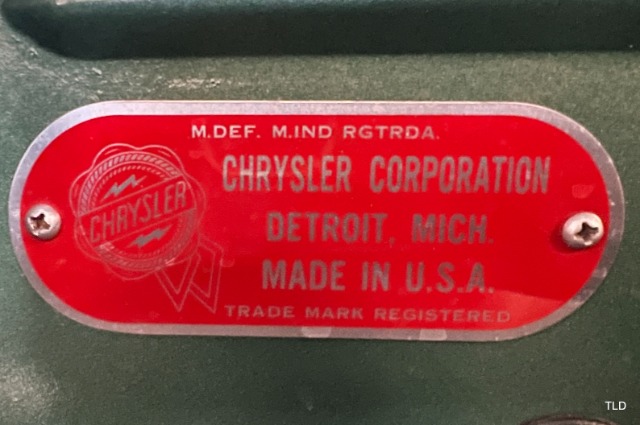 M.DEF. M.IND RGTRDA.
CHRYSLER
CHRYSLER CORPORATION
DETROIT, MICH.
MADE IN U.S.A.
TRADE MARK REGISTERED
TLD